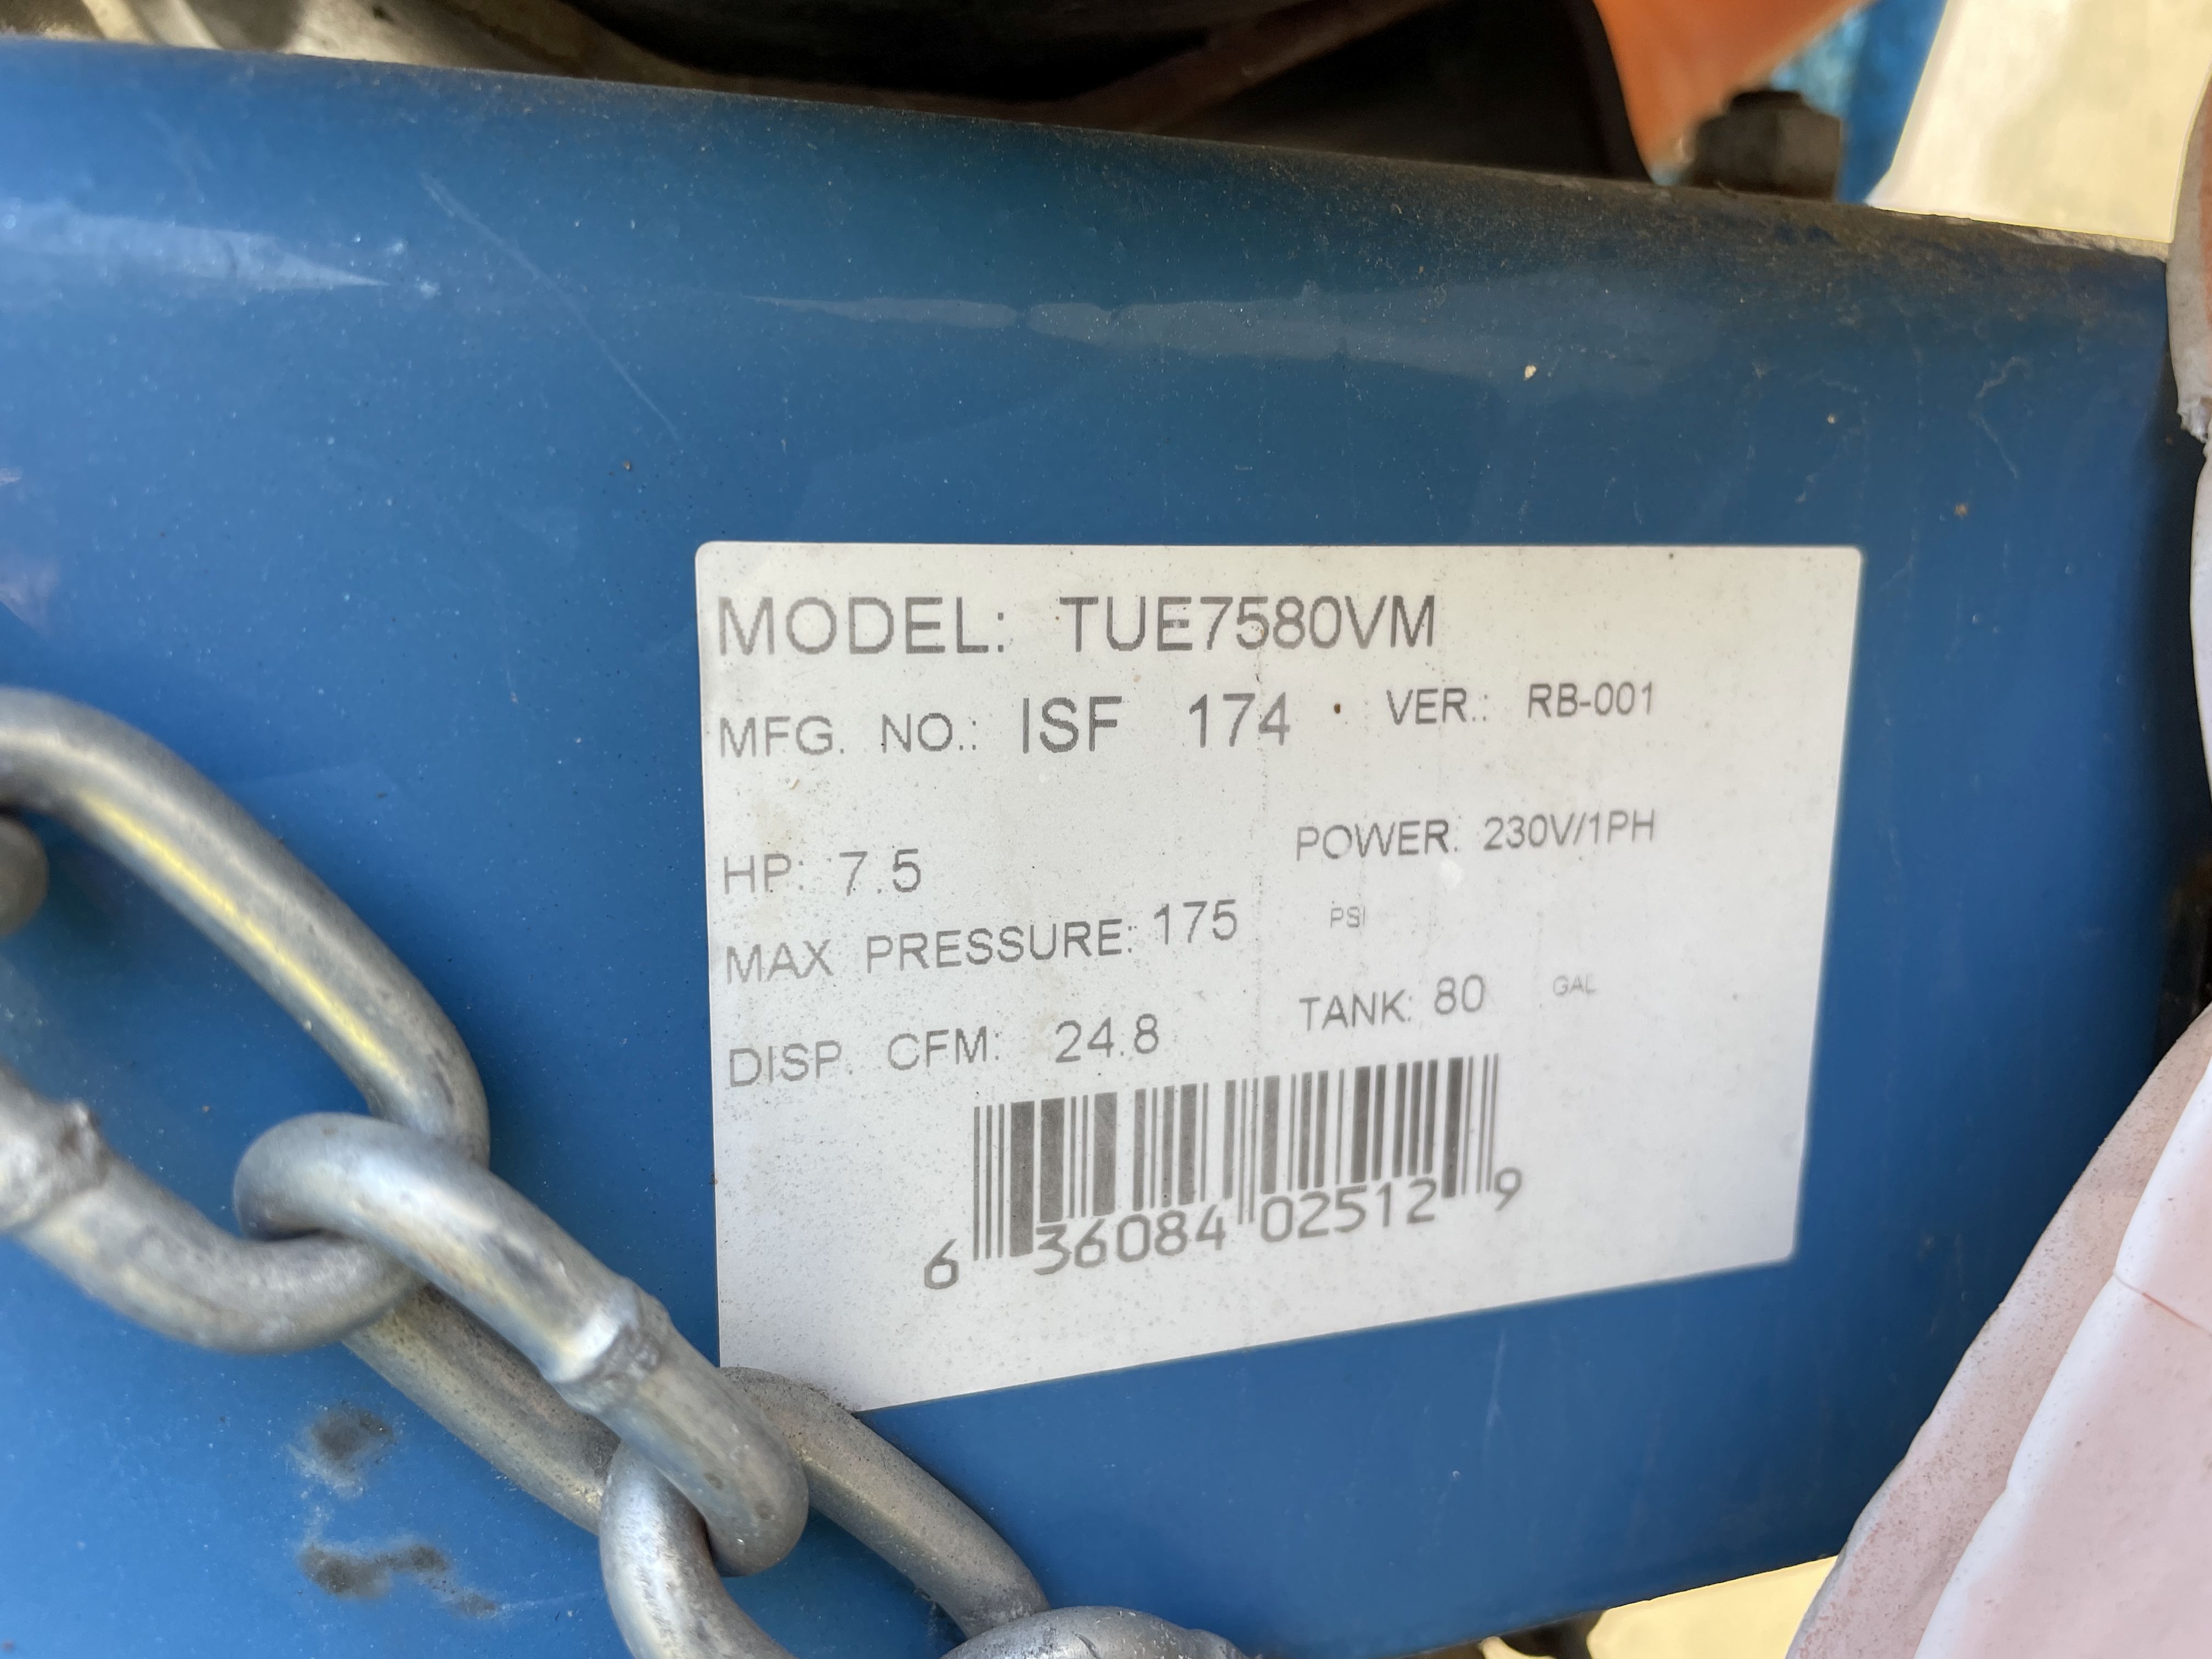 MODEL: TUE7580VM
MFG. NO.: ISF 174 VER.: RB-001
HP: 7.5 POWER: 230V/1PH
MAX PRESSURE: 175 PSI
DISP. CFM: 24.8 TANK: 80 GAL
6 36084 02512 9